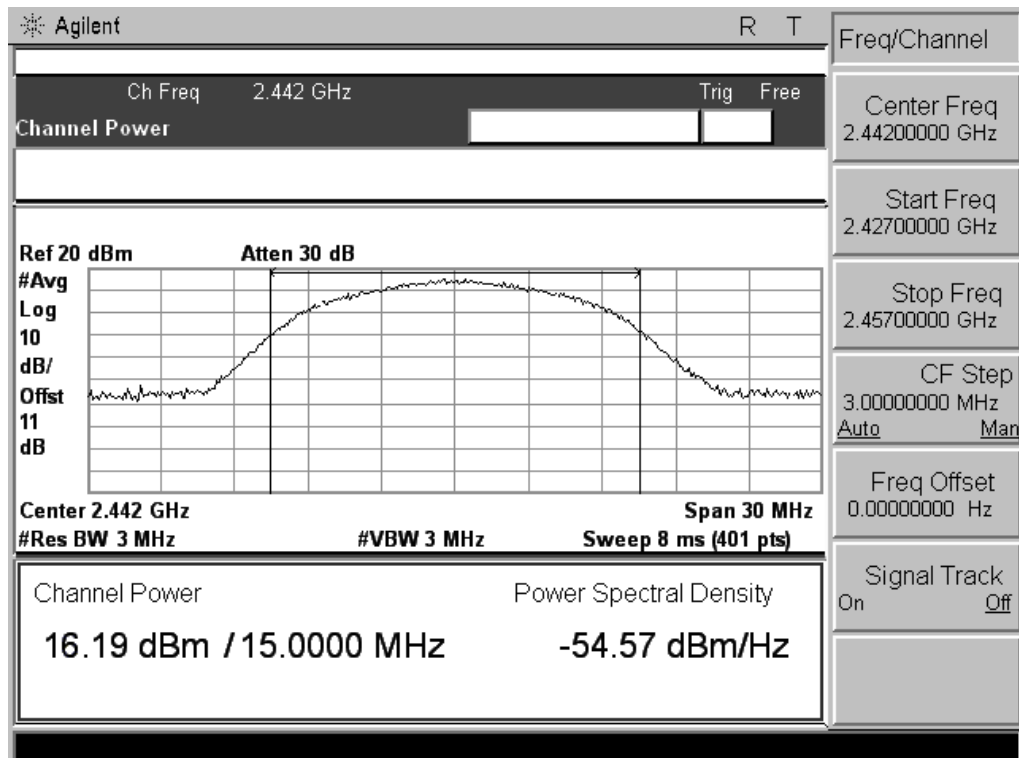 Agilent R T
Ch Freq 2.442 GHz Trig Free
Channel Power
Ref 20 dBm Atten 30 dB
#Avg
Log
10
dB/
Offst
11
dB
Center 2.442 GHz Span 30 MHz
#Res BW 3 MHz #VBW 3 MHz Sweep 8 ms (401 pts)
Channel Power Power Spectral Density
16.19 dBm / 15.0000 MHz -54.57 dBm/Hz
Freq/Channel
Center Freq
2.44200000 GHz
Start Freq
2.42700000 GHz
Stop Freq
2.45700000 GHz
CF Step
3.00000000 MHz
Auto Man
Freq Offset
0.00000000 Hz
Signal Track
On Off